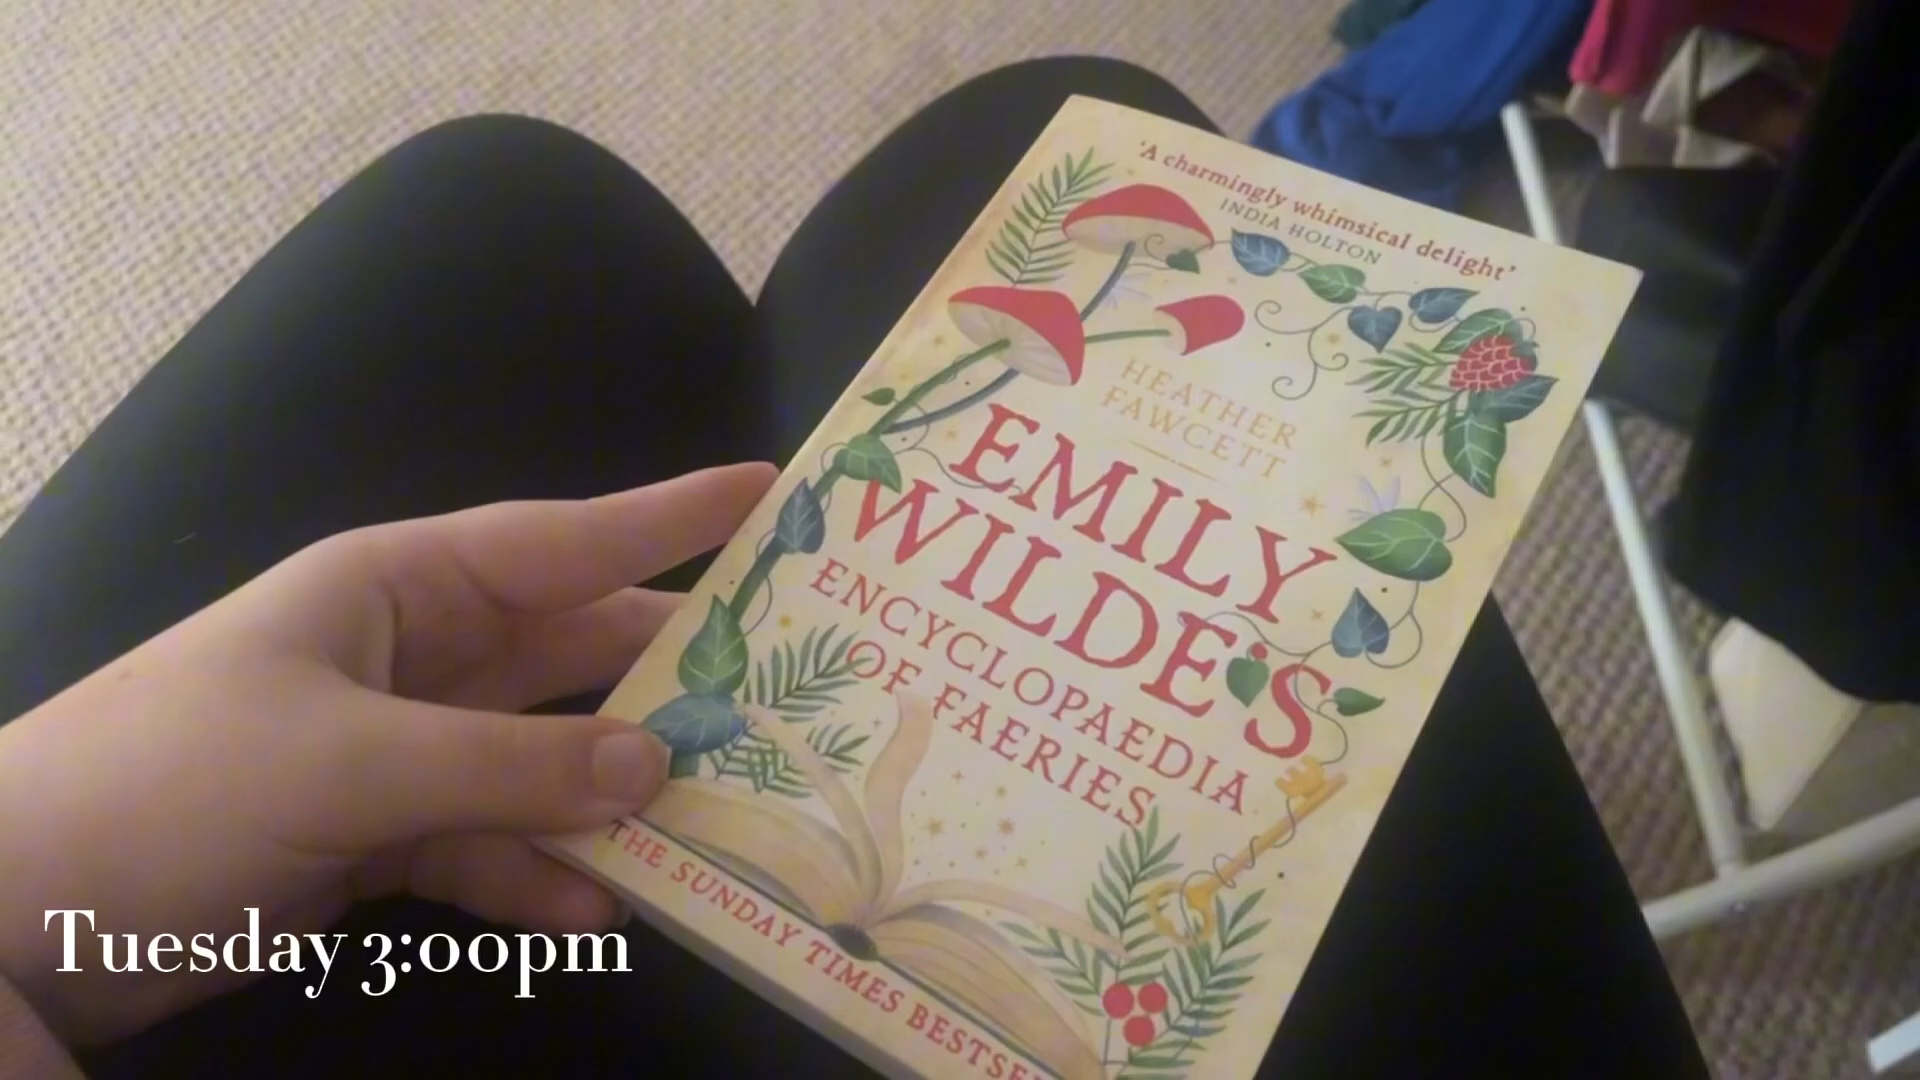 'A charmingly whimsical delight'
INDIA HOLTON
HEATHER
FAWCETT
EMILY
WILDE'S
ENCYCLOPAEDIA
OF FAERIES
THE SUNDAY TIMES BESTSE
Tuesday 3:00pm